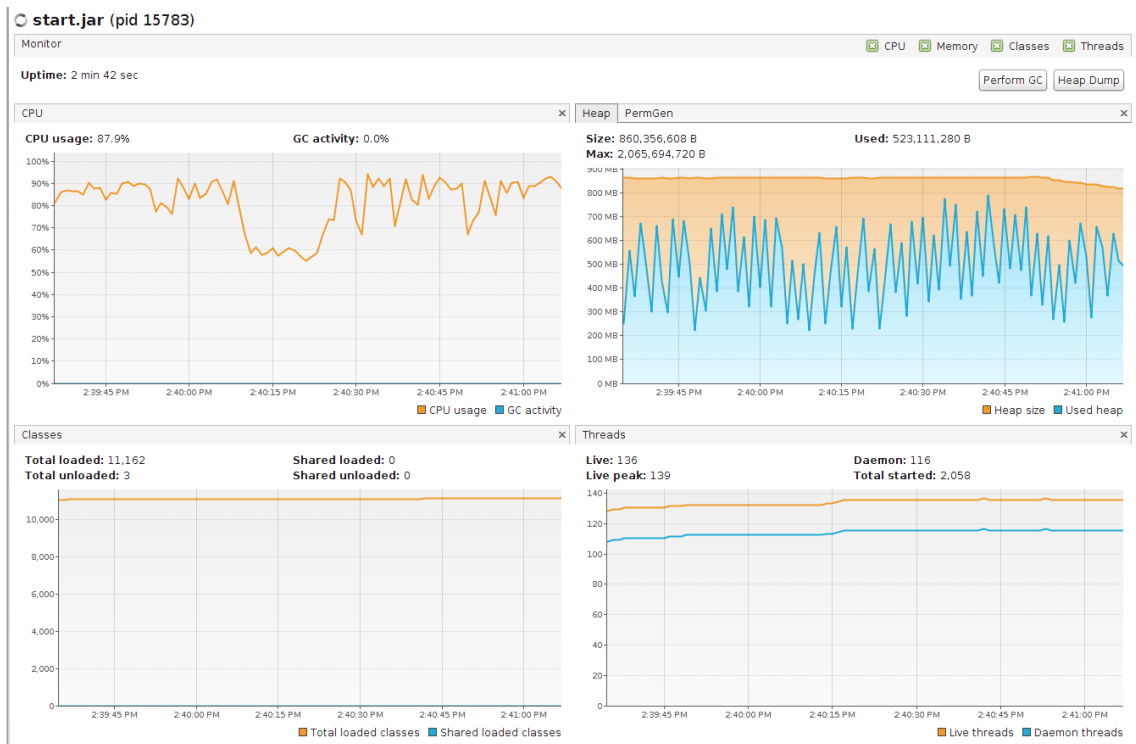 start.jar (pid 15783)
Monitor
CPU Memory Classes Threads
Uptime: 2 min 42 sec
Perform GC Heap Dump
CPU
CPU usage: 87.9% GC activity: 0.0%
100%
90%
80%
70%
60%
50%
40%
30%
20%
10%
0%
2:39:45 PM 2:40:00 PM 2:40:15 PM 2:40:30 PM 2:40:45 PM 2:41:00 PM
CPU usage GC activity
Heap PermGen
Size: 860,356,608 B Used: 523,111,280 B
Max: 2,065,694,720 B
900 MB
800 MB
700 MB
600 MB
500 MB
400 MB
300 MB
200 MB
100 MB
0 MB
2:39:45 PM 2:40:00 PM 2:40:15 PM 2:40:30 PM 2:40:45 PM 2:41:00 PM
Heap size Used heap
Classes
Total loaded: 11,162 Shared loaded: 0
Total unloaded: 3 Shared unloaded: 0
10,000
8,000
6,000
4,000
2,000
0
2:39:45 PM 2:40:00 PM 2:40:15 PM 2:40:30 PM 2:40:45 PM 2:41:00 PM
Total loaded classes Shared loaded classes
Threads
Live: 136 Daemon: 116
Live peak: 139 Total started: 2,058
140
120
100
80
60
40
20
0
2:39:45 PM 2:40:00 PM 2:40:15 PM 2:40:30 PM 2:40:45 PM 2:41:00 PM
Live threads Daemon threads